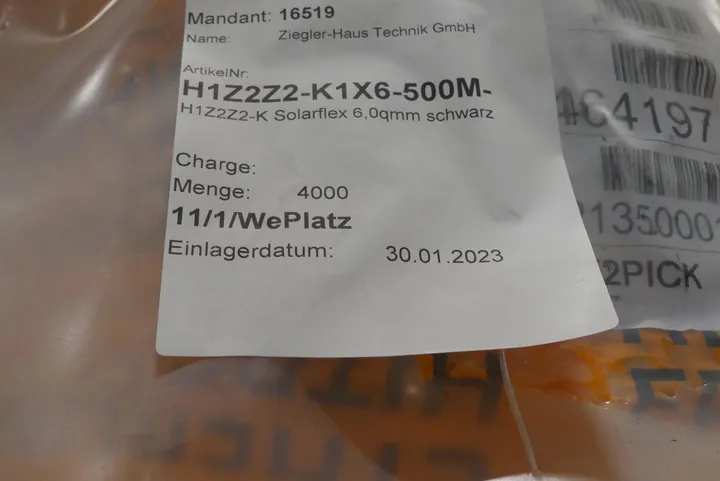 Mandant: 16519
Name: Ziegler-Haus Technik GmbH
ArtikelNr:
H1Z2Z2-K1X6-500M-
H1Z2Z2-K Solarflex 6,0qmm schwarz
Charge:
Menge: 4000
11/1/WePlatz
Einlagerdatum: 30.01.2023
464197
1350001
2PICK